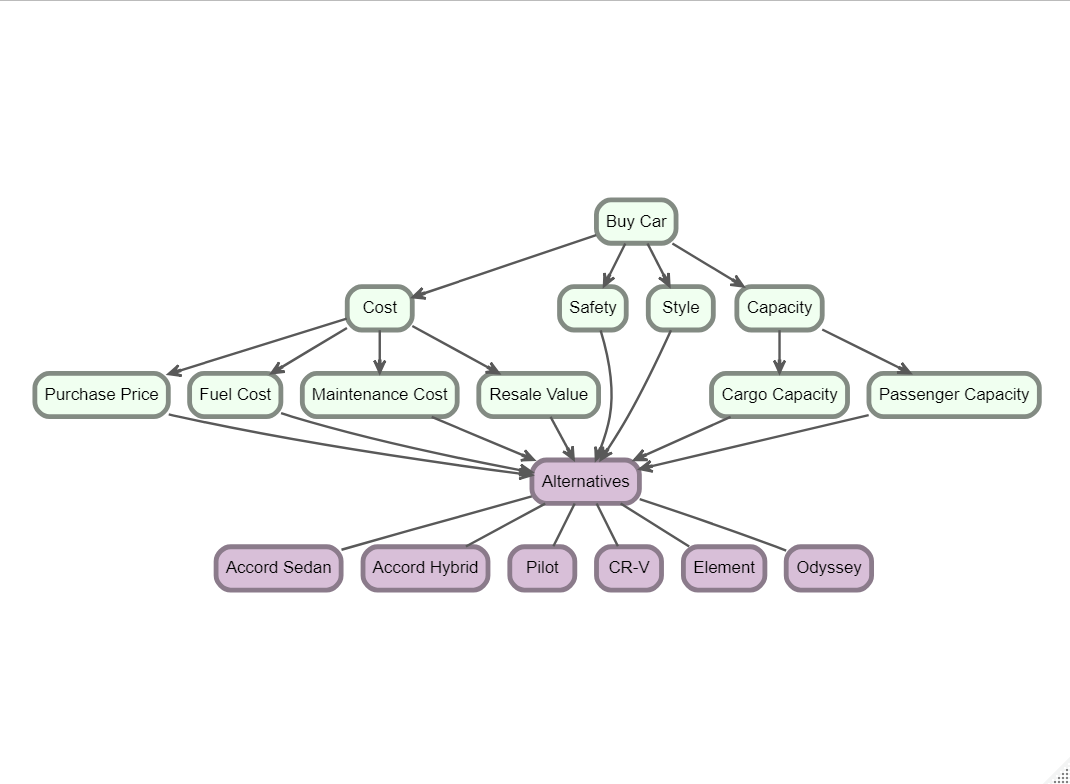 Buy Car
Cost
Safety
Style
Capacity
Purchase Price
Fuel Cost
Maintenance Cost
Resale Value
Cargo Capacity
Passenger Capacity
Alternatives
Accord Sedan
Accord Hybrid
Pilot
CR-V
Element
Odyssey